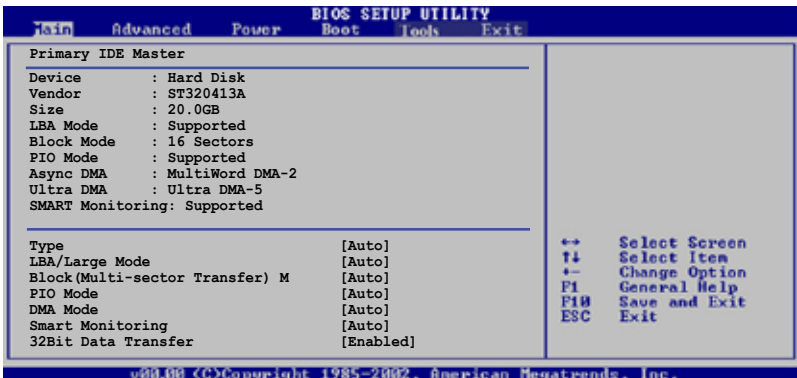 BIOS SETUP UTILITY
Main Advanced Power Boot Tools Exit
Primary IDE Master
Device : Hard Disk
Vendor : ST320413A
Size : 20.0GB
LBA Mode : Supported
Block Mode : 16 Sectors
PIO Mode : Supported
Async DMA : MultiWord DMA-2
Ultra DMA : Ultra DMA-5
SMART Monitoring: Supported
Type [Auto]
LBA/Large Mode [Auto]
Block(Multi-sector Transfer) M [Auto]
PIO Mode [Auto]
DMA Mode [Auto]
Smart Monitoring [Auto]
32Bit Data Transfer [Enabled]
←→ Select Screen
↑↓ Select Item
+- Change Option
F1 General Help
F10 Save and Exit
ESC Exit
v00.00 (C)Copyright 1985-2002, American Megatrends, Inc.